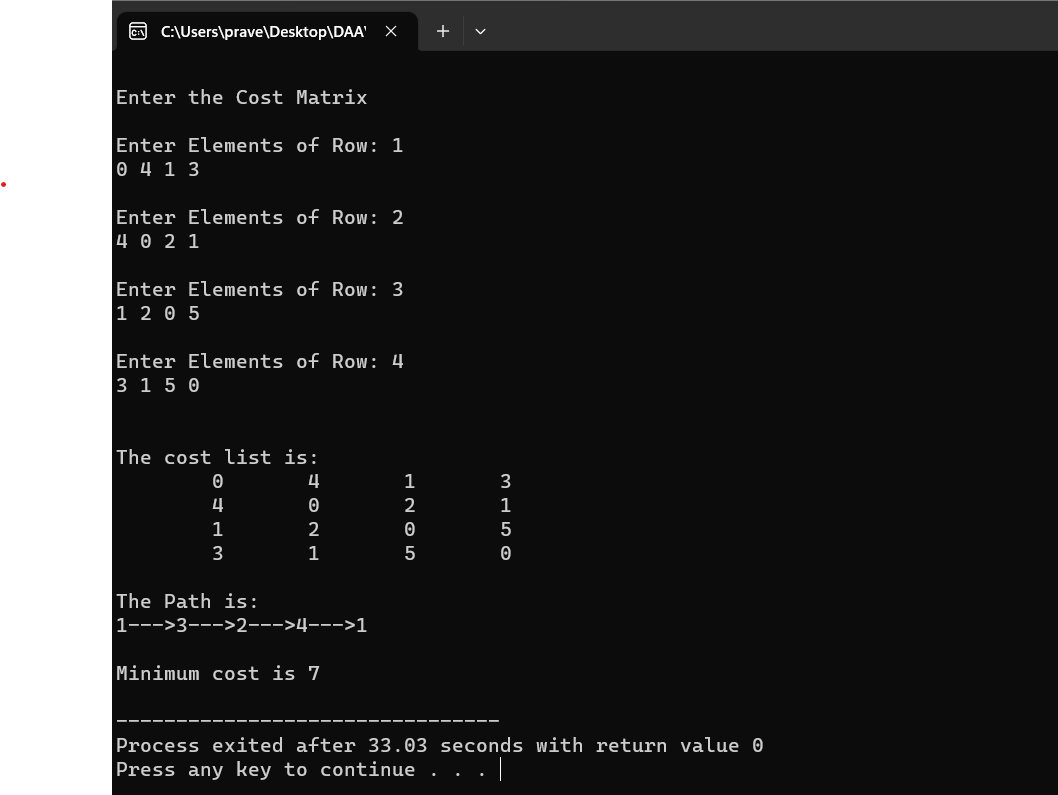 C:\Users\prave\Desktop\DAA\
Enter the Cost Matrix
Enter Elements of Row: 1
0 4 1 3
Enter Elements of Row: 2
4 0 2 1
Enter Elements of Row: 3
1 2 0 5
Enter Elements of Row: 4
3 1 5 0
The cost list is:
0 4 1 3
4 0 2 1
1 2 0 5
3 1 5 0
The Path is:
1--->3--->2--->4--->1
Minimum cost is 7
--------------------------------
Process exited after 33.03 seconds with return value 0
Press any key to continue . . .